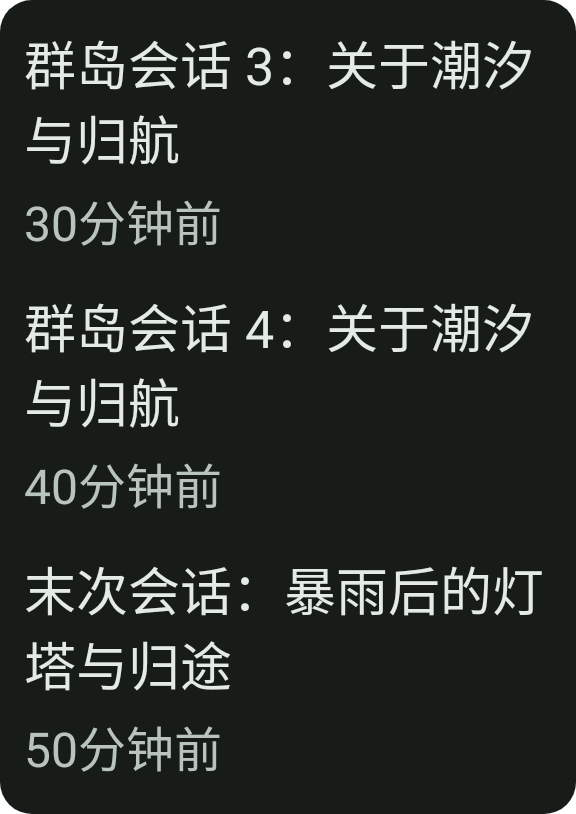 群岛会话 3：关于潮汐
与归航
30分钟前
群岛会话 4：关于潮汐
与归航
40分钟前
末次会话：暴雨后的灯
塔与归途
50分钟前